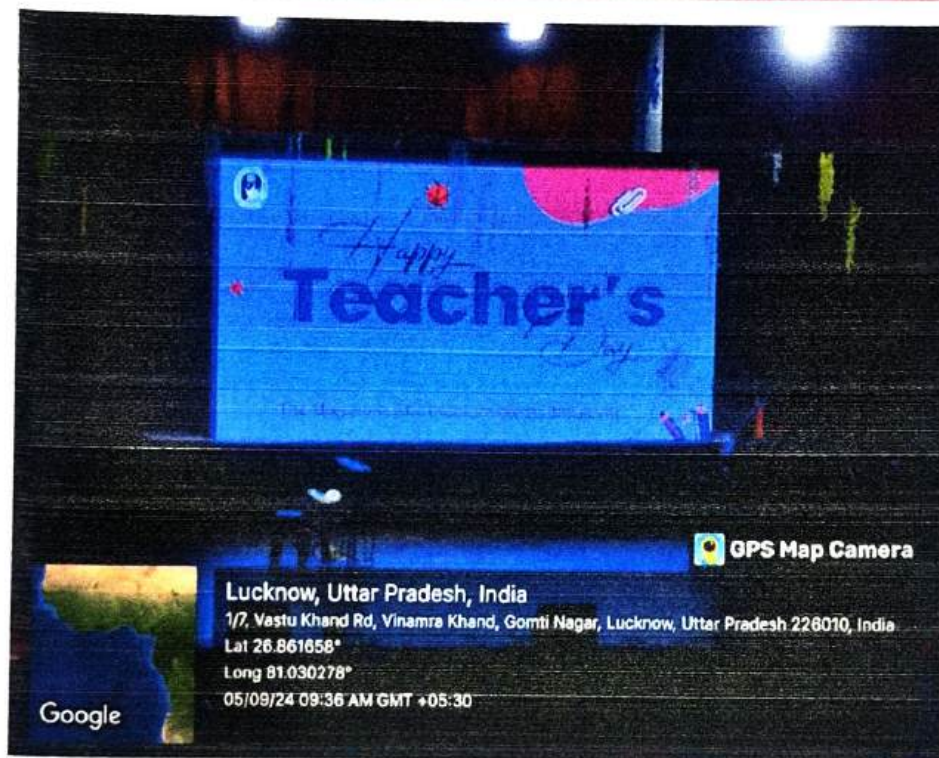 Happy
Teacher's
Day
GPS Map Camera
Lucknow, Uttar Pradesh, India
1/7, Vastu Khand Rd, Vinamra Khand, Gomti Nagar, Lucknow, Uttar Pradesh 226010, India
Lat 26.861658°
Long 81.030278°
05/09/24 09:36 AM GMT +05:30
Google